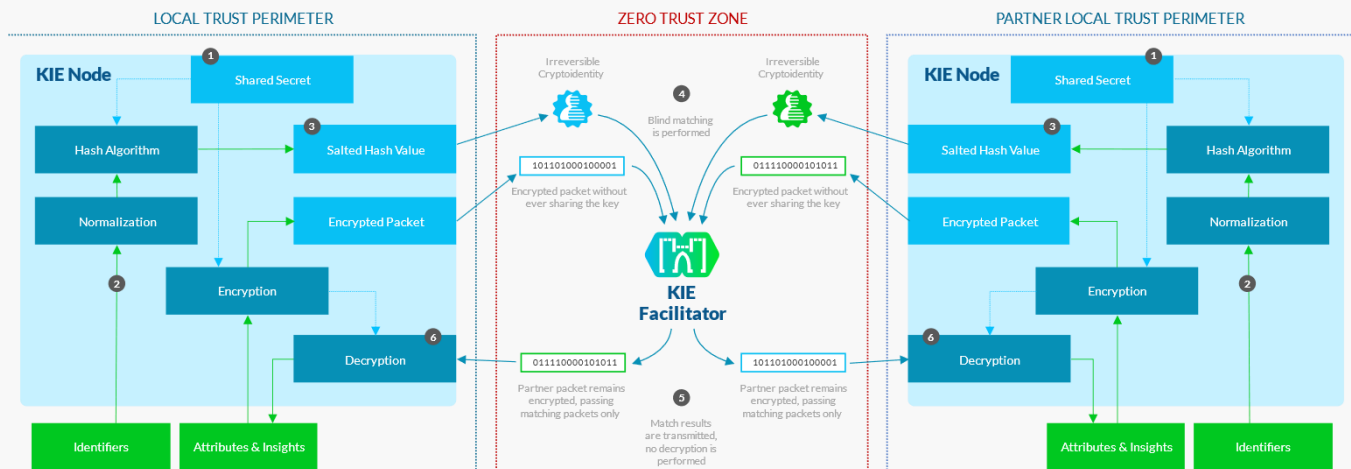 LOCAL TRUST PERIMETER
ZERO TRUST ZONE
PARTNER LOCAL TRUST PERIMETER
KIE Node
1
Shared Secret
Hash Algorithm
3
Salted Hash Value
Normalization
Encrypted Packet
2
Encryption
6
Decryption
Identifiers
Attributes & Insights
Irreversible
Cryptoidentity
4
Blind matching
is performed
Irreversible
Cryptoidentity
101101000100001
Encrypted packet without
ever sharing the key
011110000101011
Encrypted packet without
ever sharing the key
KIE
Facilitator
011110000101011
Partner packet remains
encrypted, passing
matching packets only
5
Match results
are transmitted,
no decryption is
performed
101101000100001
Partner packet remains
encrypted, passing
matching packets only
KIE Node
1
Shared Secret
3
Salted Hash Value
Hash Algorithm
Encrypted Packet
Normalization
2
Encryption
6
Decryption
Attributes & Insights
Identifiers